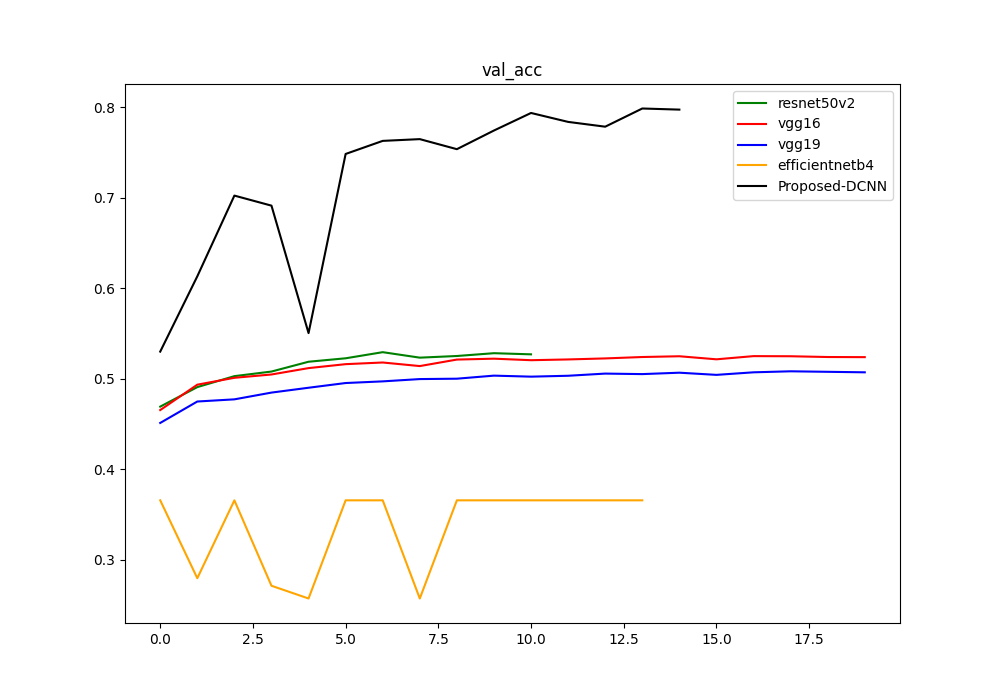 val_acc
resnet50v2
vgg16
vgg19
efficientnetb4
Proposed-DCNN
0.8
0.7
0.6
0.5
0.4
0.3
0.0 2.5 5.0 7.5 10.0 12.5 15.0 17.5